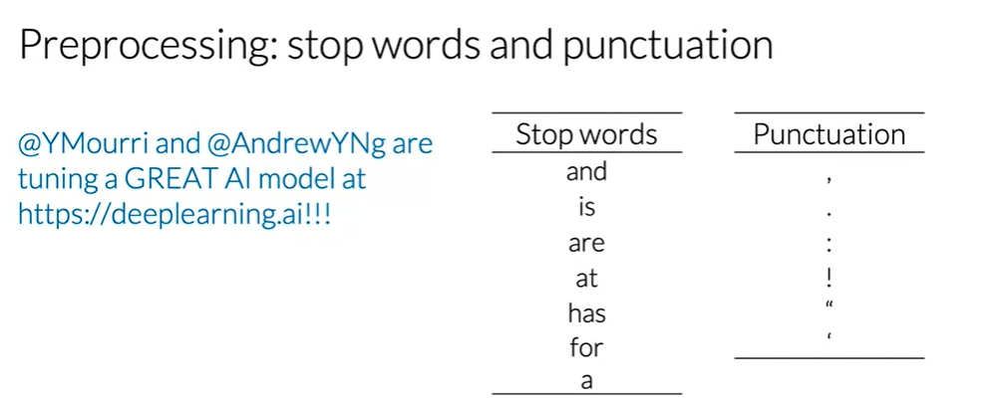 Preprocessing: stop words and punctuation
@YMourri and @AndrewYNg are
tuning a GREAT AI model at
https://deeplearning.ai!!!
Stop words
and
is
are
at
has
for
a
Punctuation
,
.
:
!
“
‘